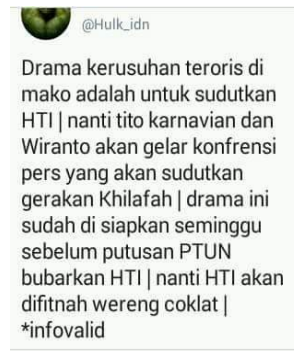 @Hulk_idn
Drama kerusuhan teroris di
mako adalah untuk sudutkan
HTI | nanti tito karnavian dan
Wiranto akan gelar konfrensi
pers yang akan sudutkan
gerakan Khilafah | drama ini
sudah di siapkan seminggu
sebelum putusan PTUN
bubarkan HTI | nanti HTI akan
difitnah wereng coklat |
*infovalid